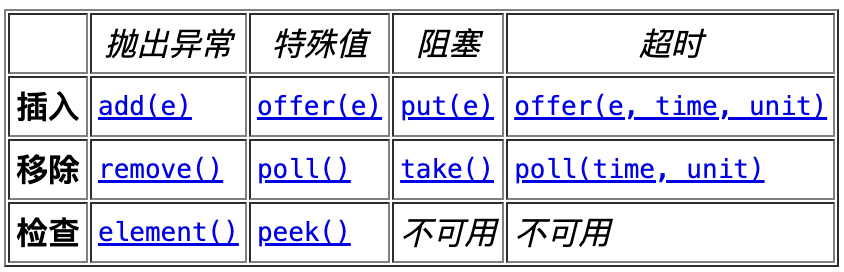 抛出异常 特殊值 阻塞 超时
插入 add(e) offer(e) put(e) offer(e, time, unit)
移除 remove() poll() take() poll(time, unit)
检查 element() peek() 不可用 不可用